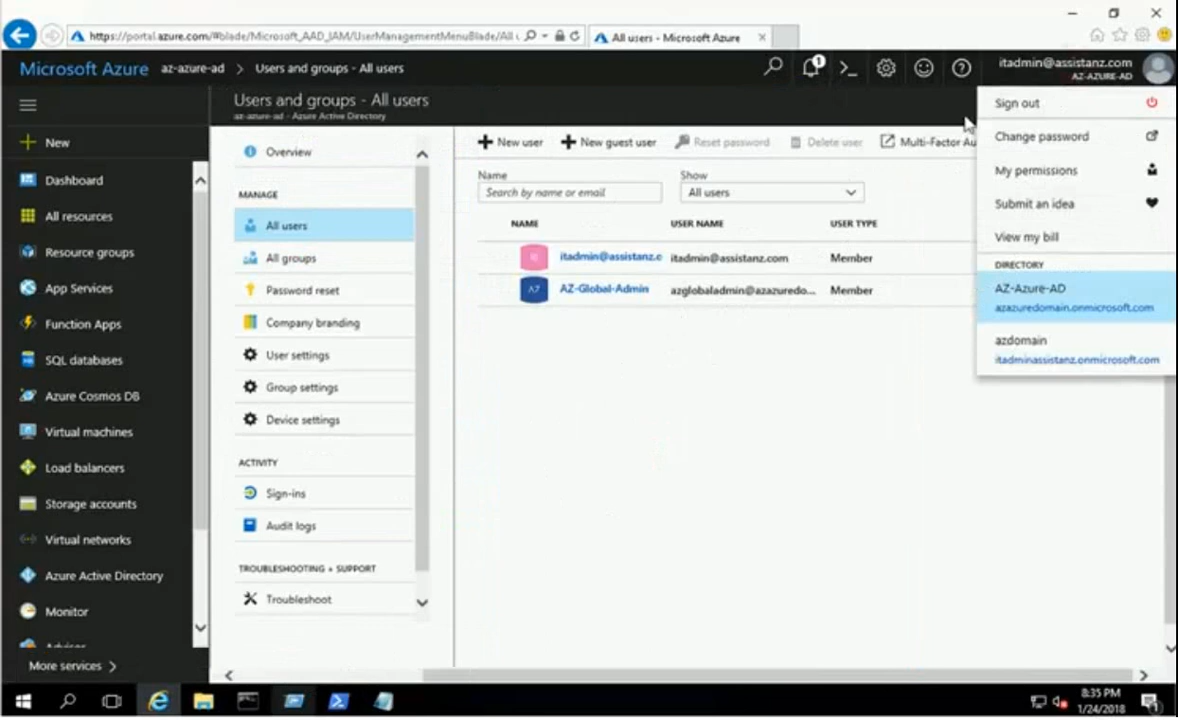 https://portal.azure.com/#blade/Microsoft_AAD_IAM/UserManagementMenuBlade/All
All users - Microsoft Azure
Microsoft Azure az-azure-ad > Users and groups - All users
1
itadmin@assistanz.com
AZ-AZURE-AD
Users and groups - All users
az-azure-ad - Azure Active Directory
New
Dashboard
All resources
Resource groups
App Services
Function Apps
SQL databases
Azure Cosmos DB
Virtual machines
Load balancers
Storage accounts
Virtual networks
Azure Active Directory
Monitor
Advisor
More services >
Overview
MANAGE
All users
All groups
Password reset
Company branding
User settings
Group settings
Device settings
ACTIVITY
Sign-ins
Audit logs
TROUBLESHOOTING + SUPPORT
Troubleshoot
New user New guest user Reset password Delete user Multi-Factor Au
Name Show
Search by name or email All users
NAME USER NAME USER TYPE
itadmin@assistanz.c itadmin@assistanz.com Member
AZ AZ-Global-Admin azglobaladmin@azazuredo... Member
Sign out
Change password
My permissions
Submit an idea
View my bill
DIRECTORY
AZ-Azure-AD
azazuredomain.onmicrosoft.com
azdomain
itadminassistanz.onmicrosoft.com
8:35 PM
1/24/2018
1